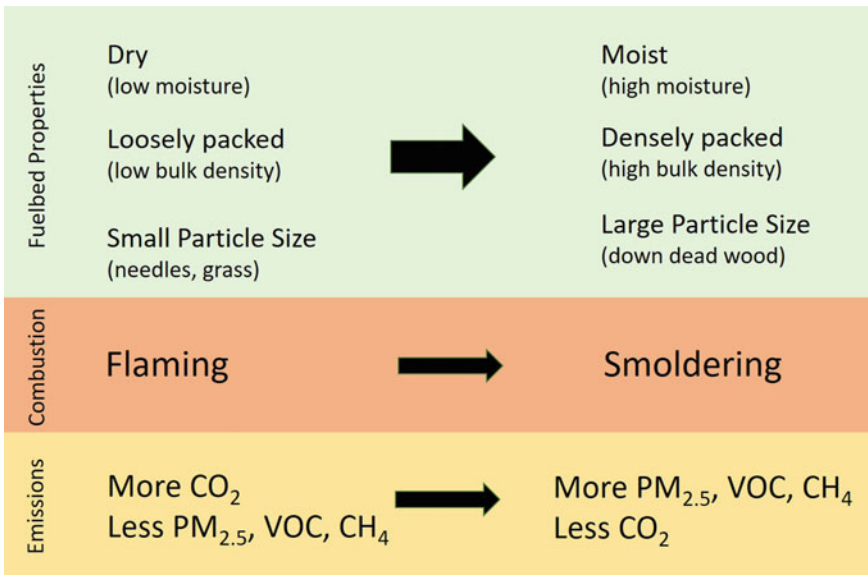 Fuelbed Properties
Dry
(low moisture)
Loosely packed
(low bulk density)
Small Particle Size
(needles, grass)
Moist
(high moisture)
Densely packed
(high bulk density)
Large Particle Size
(down dead wood)
Combustion
Flaming
Smoldering
Emissions
More CO₂
Less PM₂.₅, VOC, CH₄
More PM₂.₅, VOC, CH₄
Less CO₂